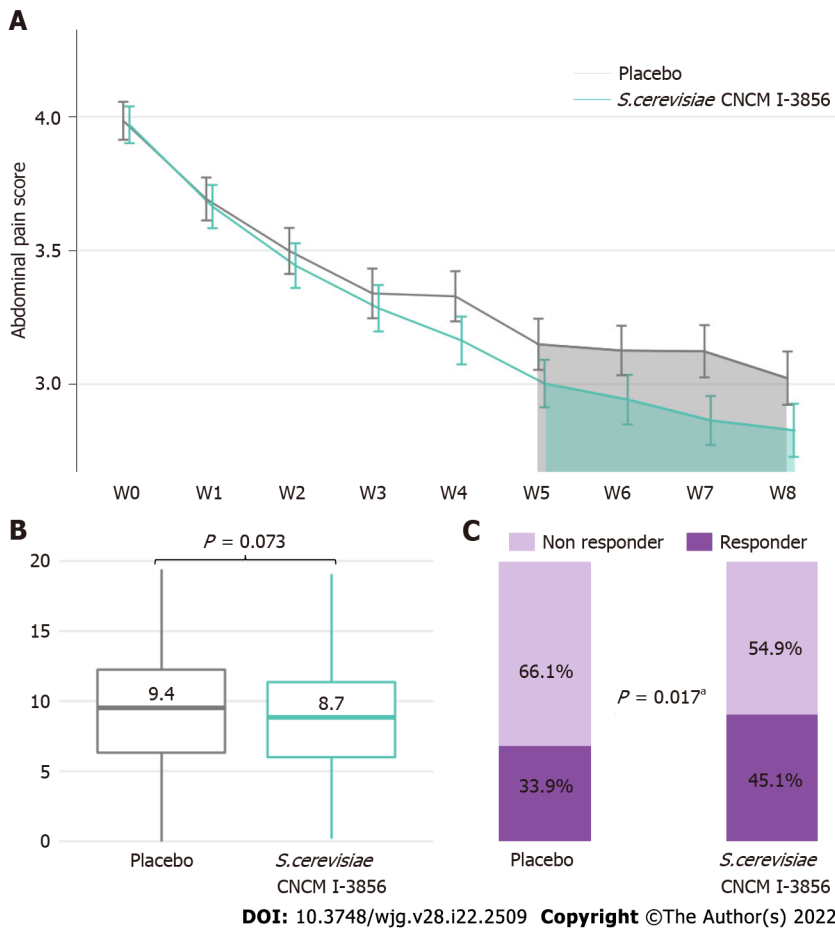 A
Placebo
S.cerevisiae CNCM I-3856
Abdominal pain score
4.0
3.5
3.0
W0 W1 W2 W3 W4 W5 W6 W7 W8
B
P = 0.073
20
15
10
5
0
9.4
8.7
Placebo
S.cerevisiae
CNCM I-3856
C
Non responder Responder
66.1%
54.9%
P = 0.017ᵃ
33.9%
45.1%
Placebo
S.cerevisiae
CNCM I-3856
DOI: 10.3748/wjg.v28.i22.2509 Copyright ©The Author(s) 2022